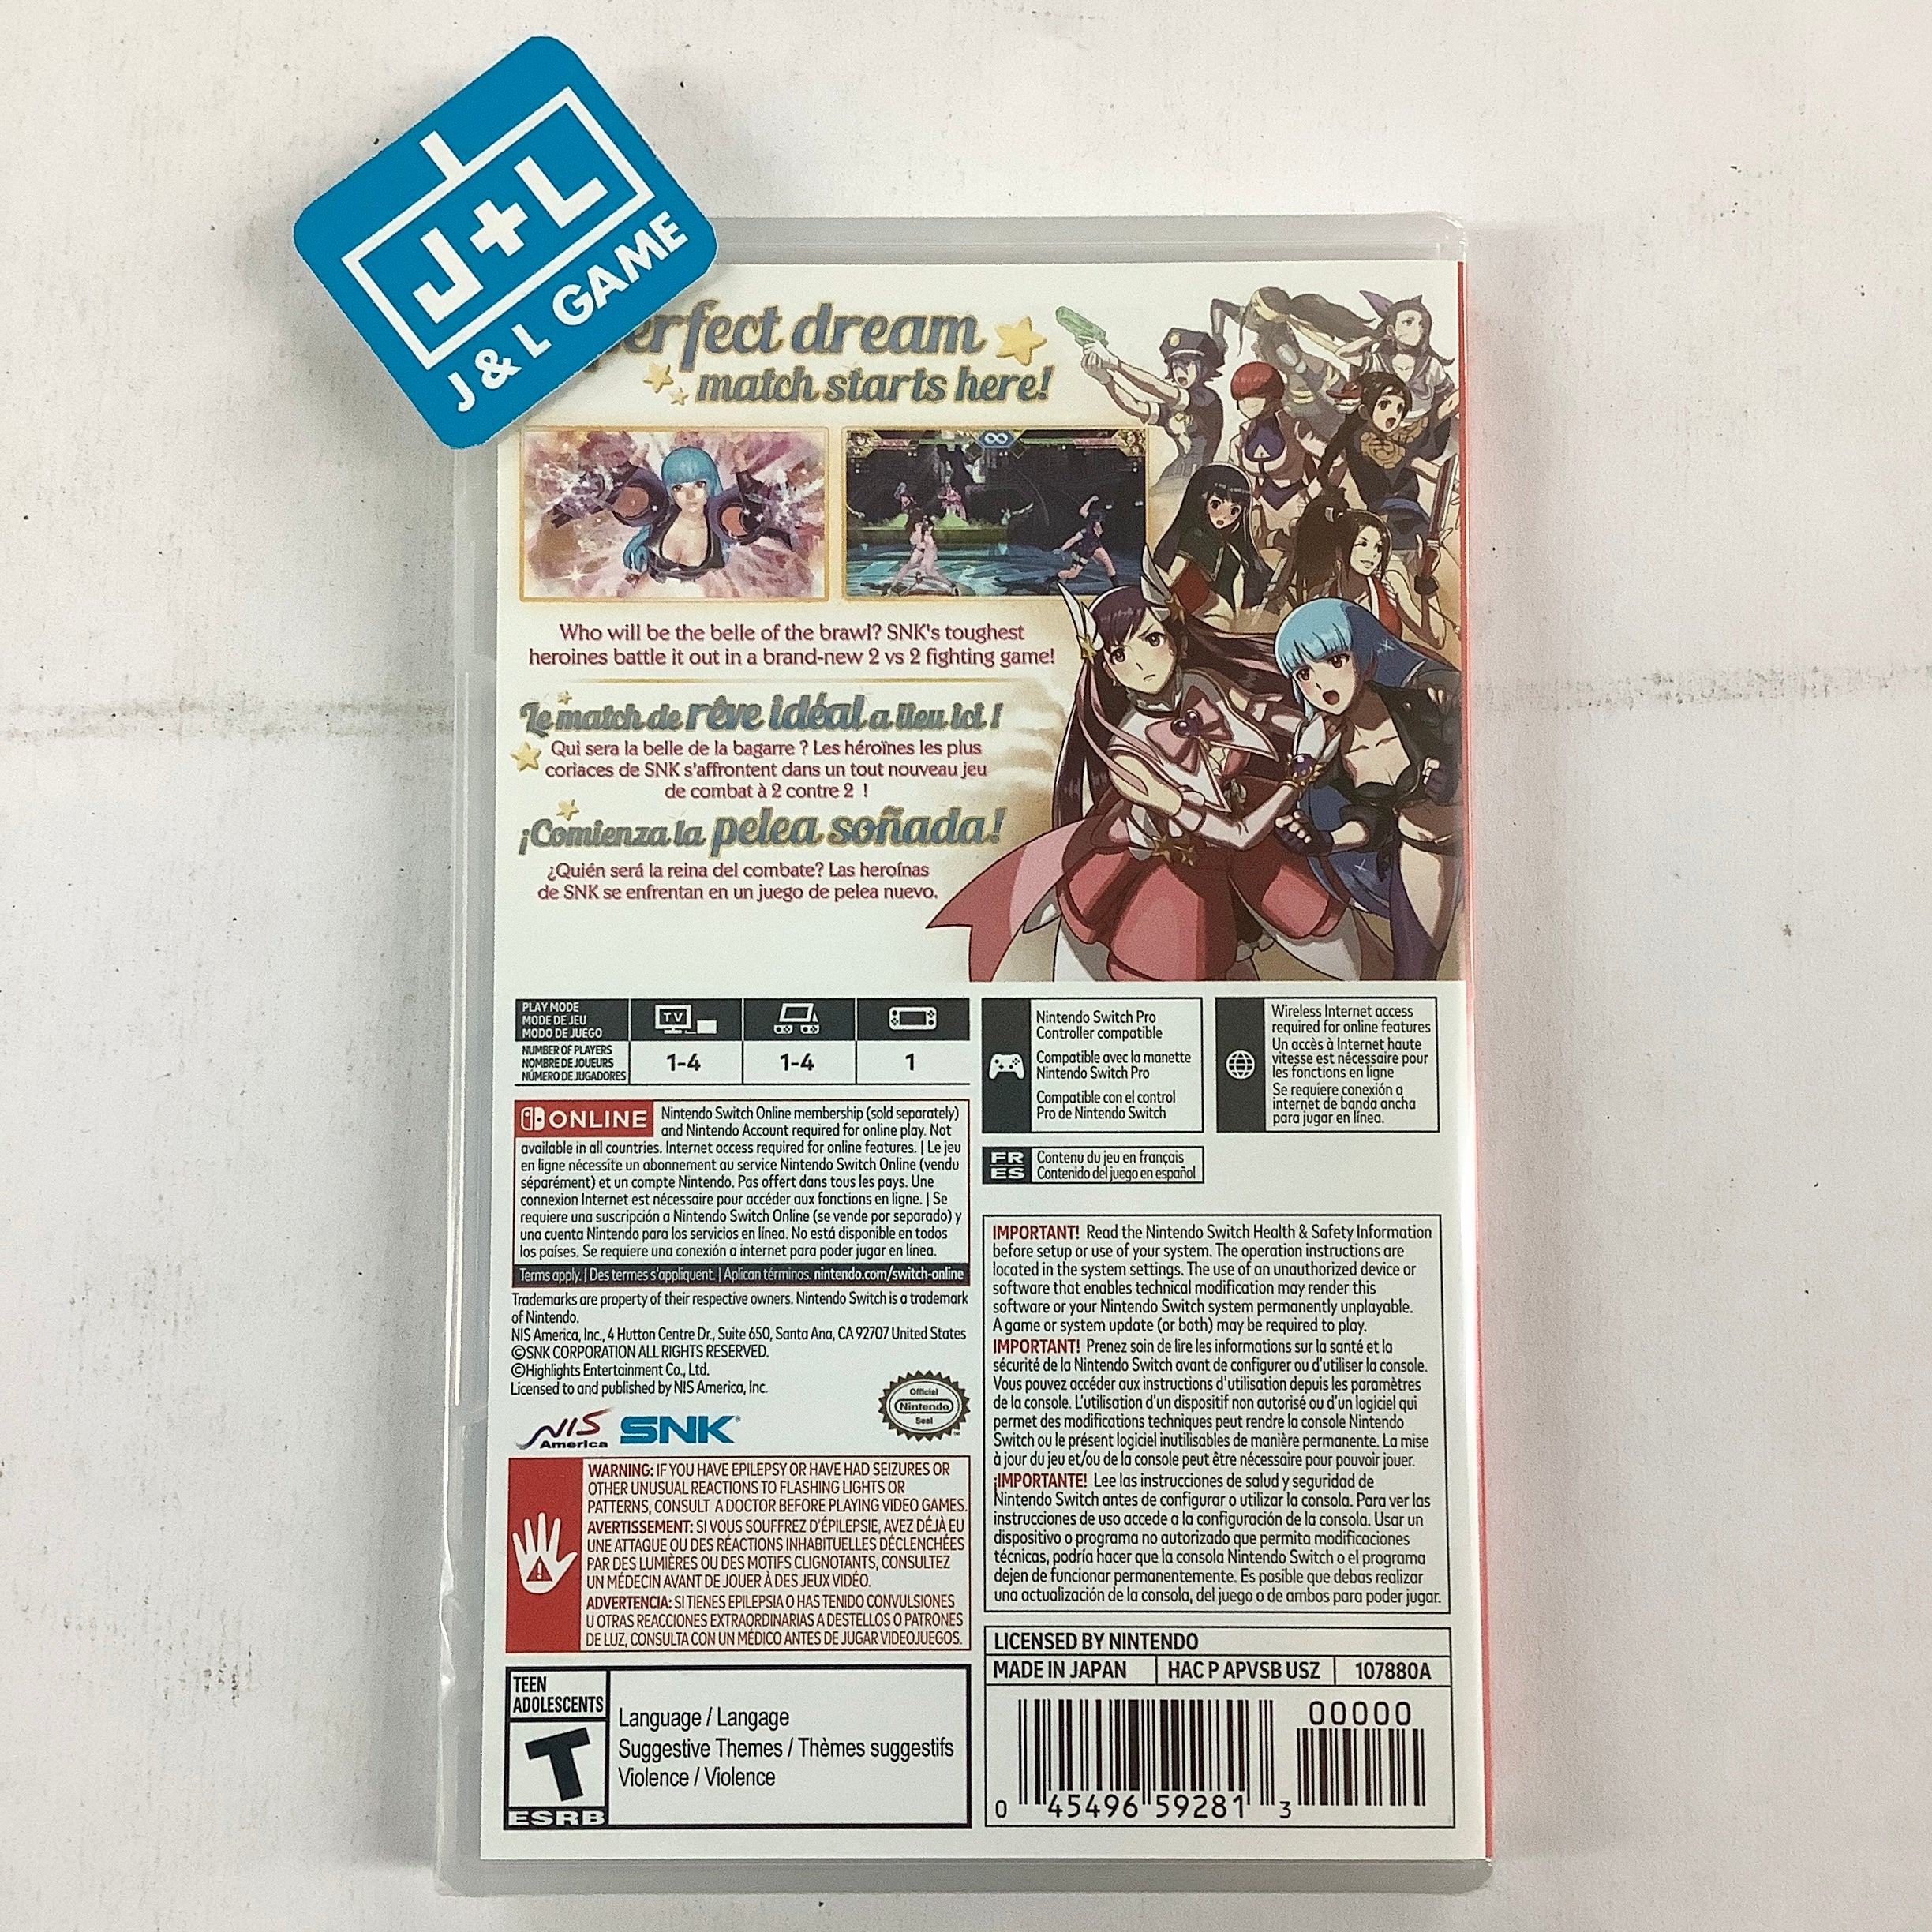 J+L
J & L GAME
perfect dream
match starts here!
Who will be the belle of the brawl? SNK's toughest
heroines battle it out in a brand-new 2 vs 2 fighting game!
Le match de rêve idéal a lieu ici !
Qui sera la belle de la bagarre ? Les héroïnes les plus
coriaces de SNK s'affrontent dans un tout nouveau jeu
de combat à 2 contre 2 !
¡Comienza la pelea soñada!
¿Quién será la reina del combate? Las heroínas
de SNK se enfrentan en un juego de pelea nuevo.
PLAY MODE
MODE DE JEU
MODO DE JUEGO
TV
NUMBER OF PLAYERS
NOMBRE DE JOUEURS
NÚMERO DE JUGADORES
1-4
1-4
1
Nintendo Switch Pro
Controller compatible
Compatible avec la manette
Nintendo Switch Pro
Compatible con el control
Pro de Nintendo Switch
Wireless Internet access
required for online features
Un accès à Internet haute
vitesse est nécessaire pour
les fonctions en ligne
Se requiere conexión a
internet de banda ancha
para jugar en línea.
ONLINE
Nintendo Switch Online membership (sold separately)
and Nintendo Account required for online play. Not
available in all countries. Internet access required for online features. | Le jeu
en ligne nécessite un abonnement au service Nintendo Switch Online (vendu
séparément) et un compte Nintendo. Pas offert dans tous les pays. Une
connexion Internet est nécessaire pour accéder aux fonctions en ligne. | Se
requiere una suscripción a Nintendo Switch Online (se vende por separado) y
una cuenta Nintendo para los servicios en línea. No está disponible en todos
los países. Se requiere una conexión a internet para poder jugar en línea.
Terms apply. | Des termes s'appliquent. | Aplican términos. nintendo.com/switch-online
FR
ES
Contenu du jeu en français
Contenido del juego en español
Trademarks are property of their respective owners. Nintendo Switch is a trademark
of Nintendo.
NIS America, Inc., 4 Hutton Centre Dr., Suite 650, Santa Ana, CA 92707 United States
©SNK CORPORATION ALL RIGHTS RESERVED.
©Highlights Entertainment Co., Ltd.
Licensed to and published by NIS America, Inc.
NIS
America
SNK
Official
Nintendo
Seal
IMPORTANT! Read the Nintendo Switch Health & Safety Information
before setup or use of your system. The operation instructions are
located in the system settings. The use of an unauthorized device or
software that enables technical modification may render this
software or your Nintendo Switch system permanently unplayable.
A game or system update (or both) may be required to play.
IMPORTANT! Prenez soin de lire les informations sur la santé et la
sécurité de la Nintendo Switch avant de configurer ou d'utiliser la console.
Vous pouvez accéder aux instructions d'utilisation depuis les paramètres
de la console. L'utilisation d'un dispositif non autorisé ou d'un logiciel qui
permet des modifications techniques peut rendre la console Nintendo
Switch ou le présent logiciel inutilisables de manière permanente. La mise
à jour du jeu et/ou de la console peut être nécessaire pour pouvoir jouer.
¡IMPORTANTE! Lee las instrucciones de salud y seguridad de
Nintendo Switch antes de configurar o utilizar la consola. Para ver las
instrucciones de uso accede a la configuración de la consola. Usar un
dispositivo o programa no autorizado que permita modificaciones
técnicas, podría hacer que la consola Nintendo Switch o el programa
dejen de funcionar permanentemente. Es posible que debas realizar
una actualización de la consola, del juego o de ambos para poder jugar.
WARNING: IF YOU HAVE EPILEPSY OR HAVE HAD SEIZURES OR
OTHER UNUSUAL REACTIONS TO FLASHING LIGHTS OR
PATTERNS, CONSULT A DOCTOR BEFORE PLAYING VIDEO GAMES.
AVERTISSEMENT: SI VOUS SOUFFREZ D'ÉPILEPSIE, AVEZ DÉJÀ EU
UNE ATTAQUE OU DES RÉACTIONS INHABITUELLES DÉCLENCHÉES
PAR DES LUMIÈRES OU DES MOTIFS CLIGNOTANTS, CONSULTEZ
UN MÉDECIN AVANT DE JOUER À DES JEUX VIDÉO.
ADVERTENCIA: SI TIENES EPILEPSIA O HAS TENIDO CONVULSIONES
U OTRAS REACCIONES EXTRAORDINARIAS A DESTELLOS O PATRONES
DE LUZ, CONSULTA CON UN MÉDICO ANTES DE JUGAR VIDEOJUEGOS.
LICENSED BY NINTENDO
MADE IN JAPAN
HAC P APVSB USZ
107880A
TEEN
ADOLESCENTS
T
ESRB
Language / Langage
Suggestive Themes / Thèmes suggestifs
Violence / Violence
00000
0 45496 59281 3